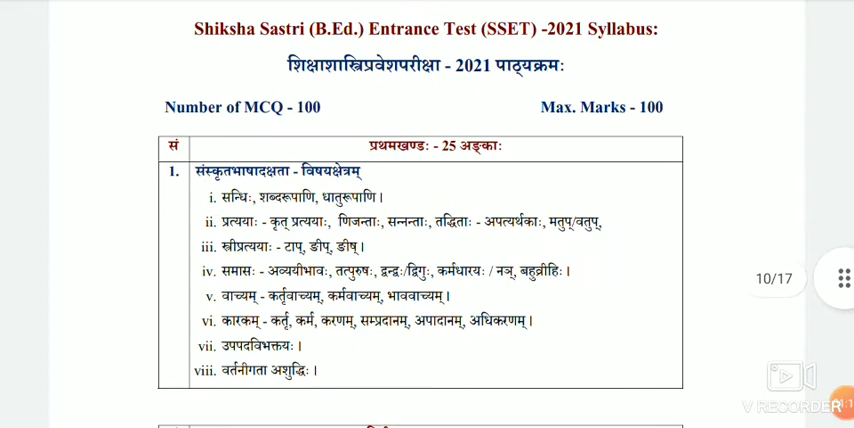 Shiksha Sastri (B.Ed.) Entrance Test (SSET) -2021 Syllabus:
शिक्षाशास्त्रिप्रवेशपरीक्षा - 2021 पाठ्यक्रमः
Number of MCQ - 100 Max. Marks - 100
सं प्रथमखण्डः - 25 अङ्काः
1. संस्कृतभाषादक्षता - विषयक्षेत्रम्
i. सन्धिः, शब्दरूपाणि, धातुरूपाणि।
ii. प्रत्ययाः - कृत् प्रत्ययाः, णिजन्ताः, सन्नन्ताः, तद्धिताः - अपत्यर्थकाः, मतुप्/वतुप्,
iii. स्त्रीप्रत्ययाः - टाप्, ङीप्, ङीष्।
iv. समासः - अव्ययीभावः, तत्पुरुषः, द्वन्द्वः/द्विगुः, कर्मधारयः / नञ्, बहुव्रीहिः।
v. वाच्यम् - कर्तृवाच्यम्, कर्मवाच्यम्, भाववाच्यम्।
vi. कारकम् - कर्तृ, कर्म, करणम्, सम्प्रदानम्, अपादानम्, अधिकरणम्।
vii. उपपदविभक्तयः।
viii. वर्तनीगता अशुद्धिः।
10/17
V RECORDER